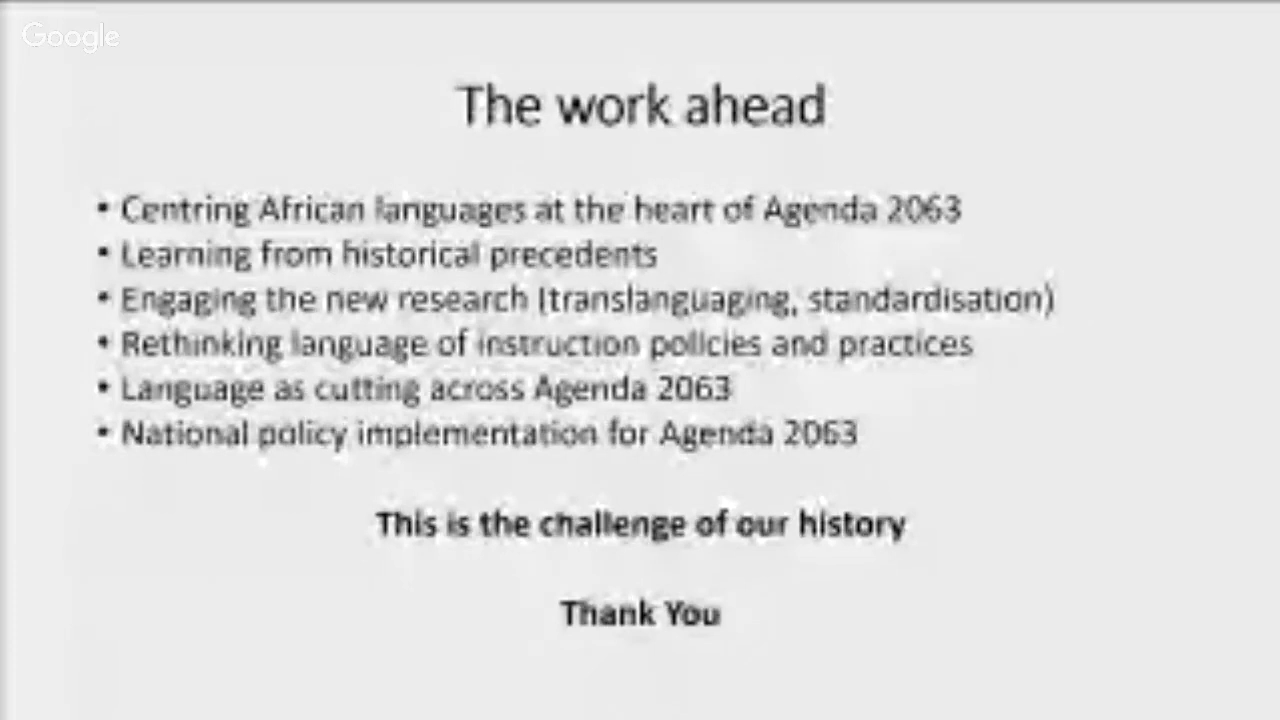 Google
The work ahead
• Centring African languages at the heart of Agenda 2063
• Learning from historical precedents
• Engaging the new research (translanguaging, standardisation)
• Rethinking language of instruction policies and practices
• Language as cutting across Agenda 2063
• National policy implementation for Agenda 2063
This is the challenge of our history
Thank You